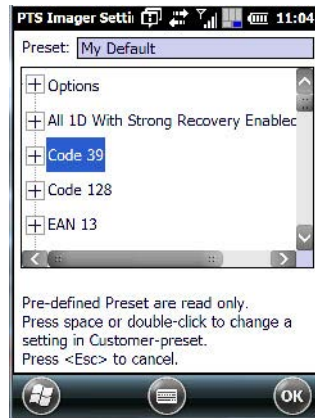 PTS Imager Setti 11:04
Preset: My Default
Options
All 1D With Strong Recovery Enabled
Code 39
Code 128
EAN 13
Pre-defined Preset are read only.
Press space or double-click to change a
setting in Customer-preset.
Press <Esc> to cancel.
OK